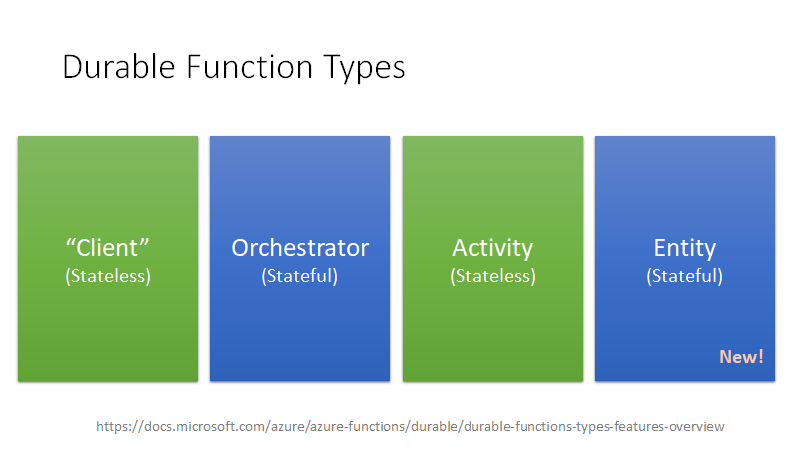 Durable Function Types
“Client”
(Stateless)
Orchestrator
(Stateful)
Activity
(Stateless)
Entity
(Stateful)
New!
https://docs.microsoft.com/azure/azure-functions/durable/durable-functions-types-features-overview